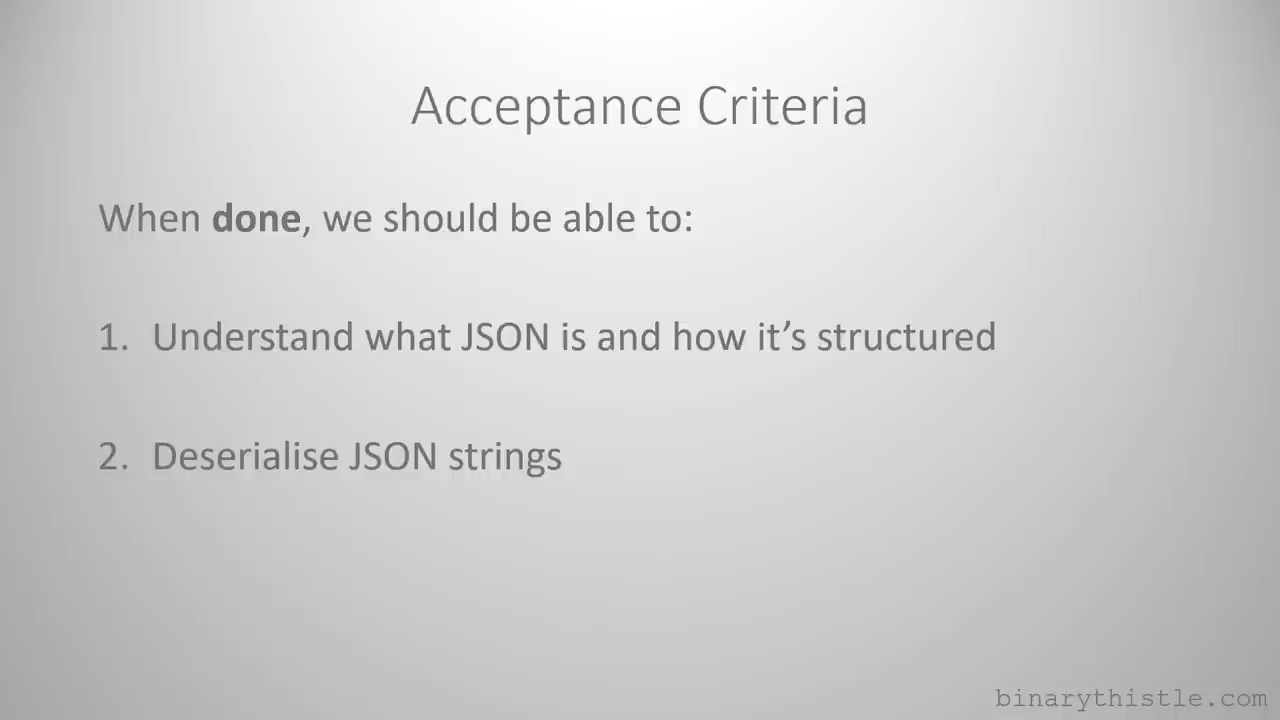 Acceptance Criteria
When done, we should be able to:
1. Understand what JSON is and how it’s structured
2. Deserialise JSON strings
binarythistle.com